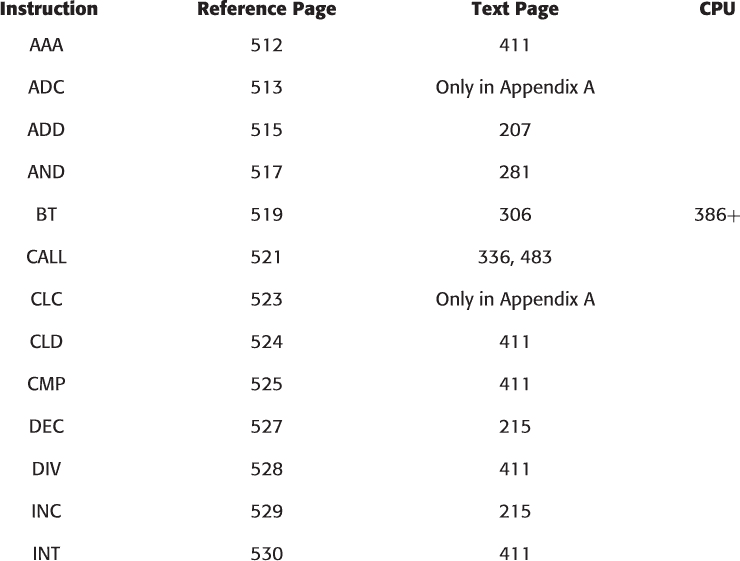 Instruction Reference Page Text Page CPU
AAA 512 411
ADC 513 Only in Appendix A
ADD 515 207
AND 517 281
BT 519 306 386+
CALL 521 336, 483
CLC 523 Only in Appendix A
CLD 524 411
CMP 525 411
DEC 527 215
DIV 528 411
INC 529 215
INT 530 411